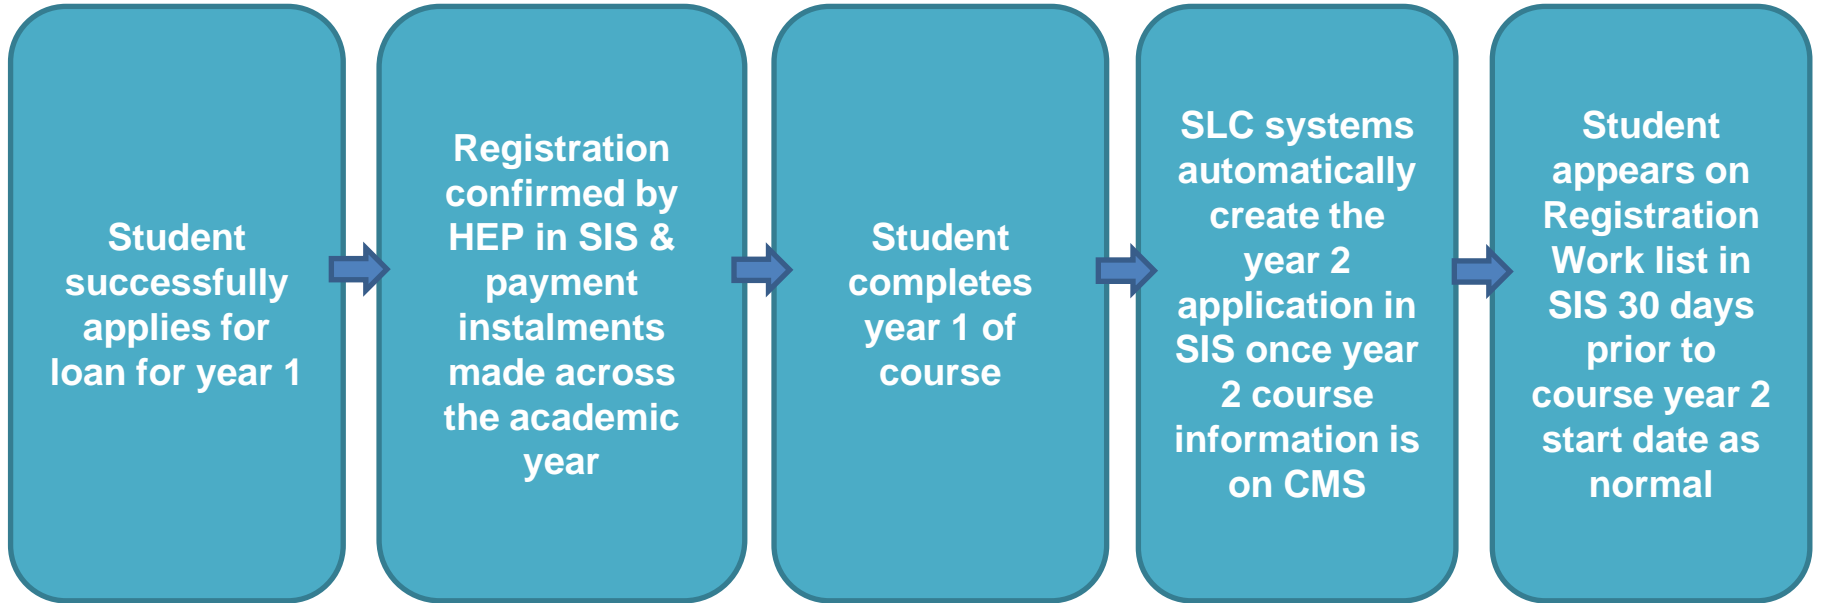 Student
successfully
applies for
loan for year 1
Registration
confirmed by
HEP in SIS &
payment
instalments
made across
the academic
year
Student
completes
year 1 of
course
SLC systems
automatically
create the
year 2
application in
SIS once year
2 course
information is
on CMS
Student
appears on
Registration
Work list in
SIS 30 days
prior to
course year 2
start date as
normal